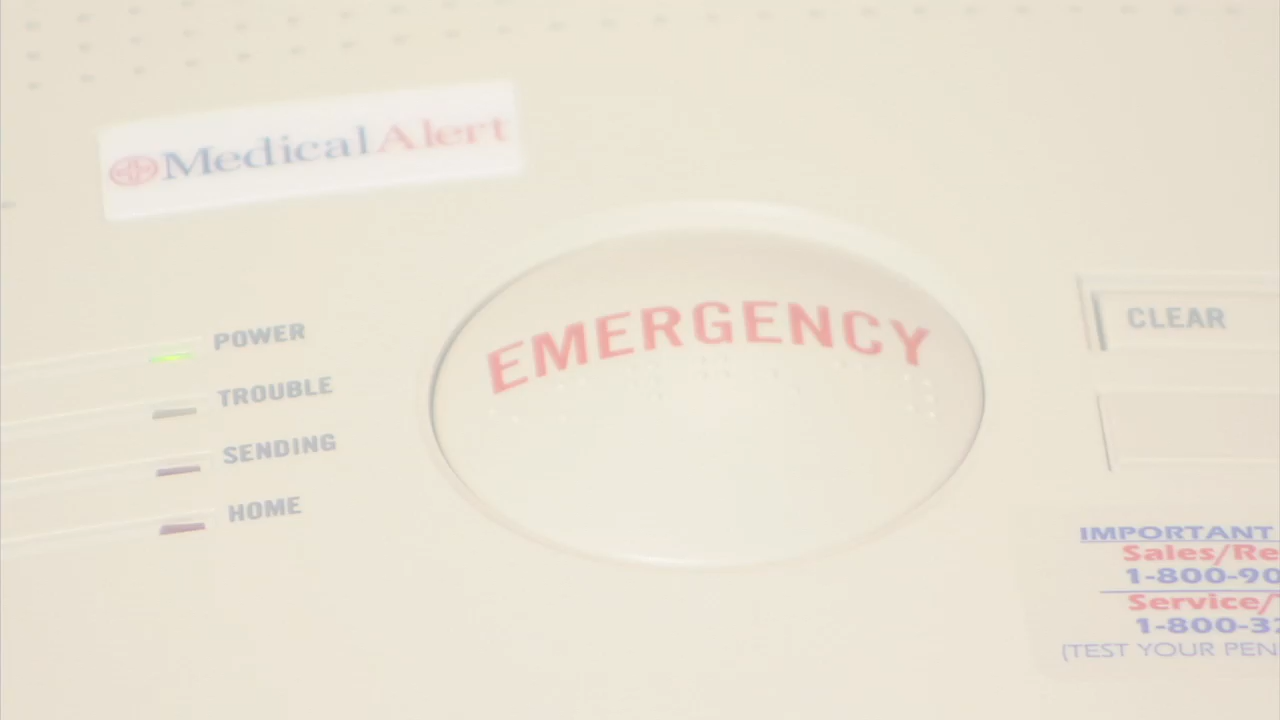 MedicalAlert
EMERGENCY
POWER
TROUBLE
SENDING
HOME
CLEAR
IMPORTANT
Sales/Re
1-800-90
Service/
1-800-32
(TEST YOUR PEN